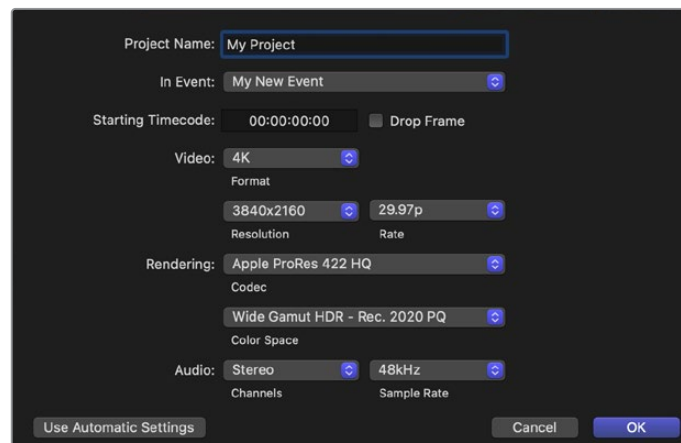 Project Name: My Project
In Event: My New Event
Starting Timecode: 00:00:00:00 Drop Frame
Video: 4K
Format
3840x2160 29.97p
Resolution Rate
Rendering: Apple ProRes 422 HQ
Codec
Wide Gamut HDR - Rec. 2020 PQ
Color Space
Audio: Stereo 48kHz
Channels Sample Rate
Use Automatic Settings Cancel OK